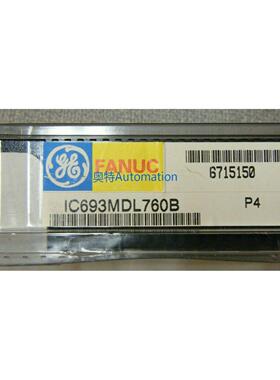 GE FANUC
6715150
奥特Automation
IC693MDL760B P4